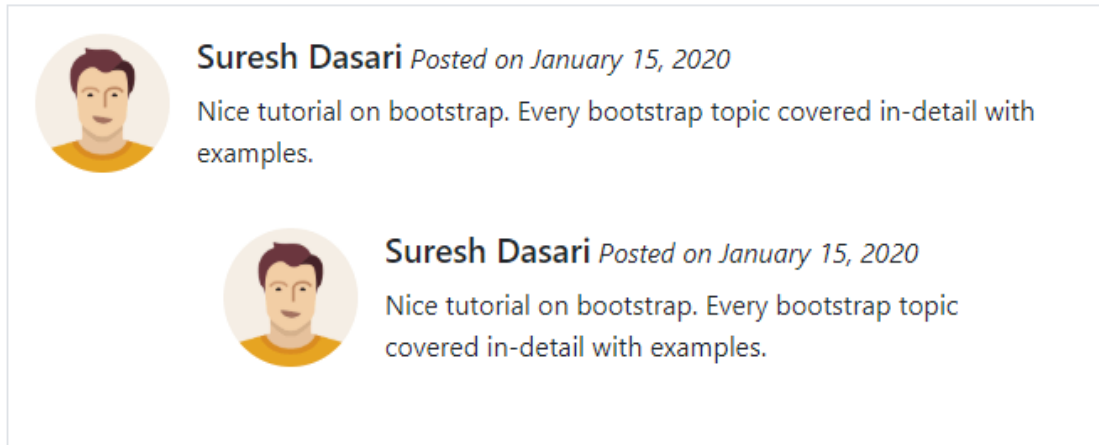 Suresh Dasari Posted on January 15, 2020
Nice tutorial on bootstrap. Every bootstrap topic covered in-detail with
examples.
Suresh Dasari Posted on January 15, 2020
Nice tutorial on bootstrap. Every bootstrap topic
covered in-detail with examples.